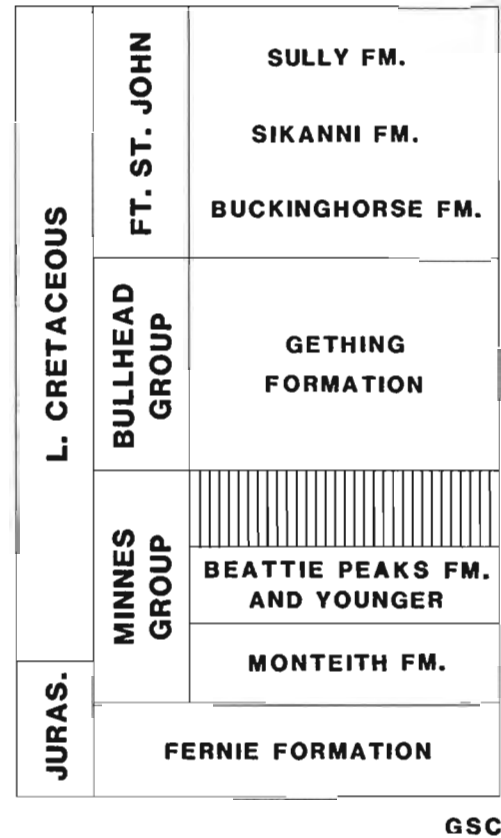 L. CRETACEOUS
JURAS.
FT. ST. JOHN
BULLHEAD
GROUP
MINNES
GROUP
SULLY FM.
SIKANNI FM.
BUCKINGHORSE FM.
GETHING
FORMATION
BEATTIE PEAKS FM.
AND YOUNGER
MONTEITH FM.
FERNIE FORMATION
GSC